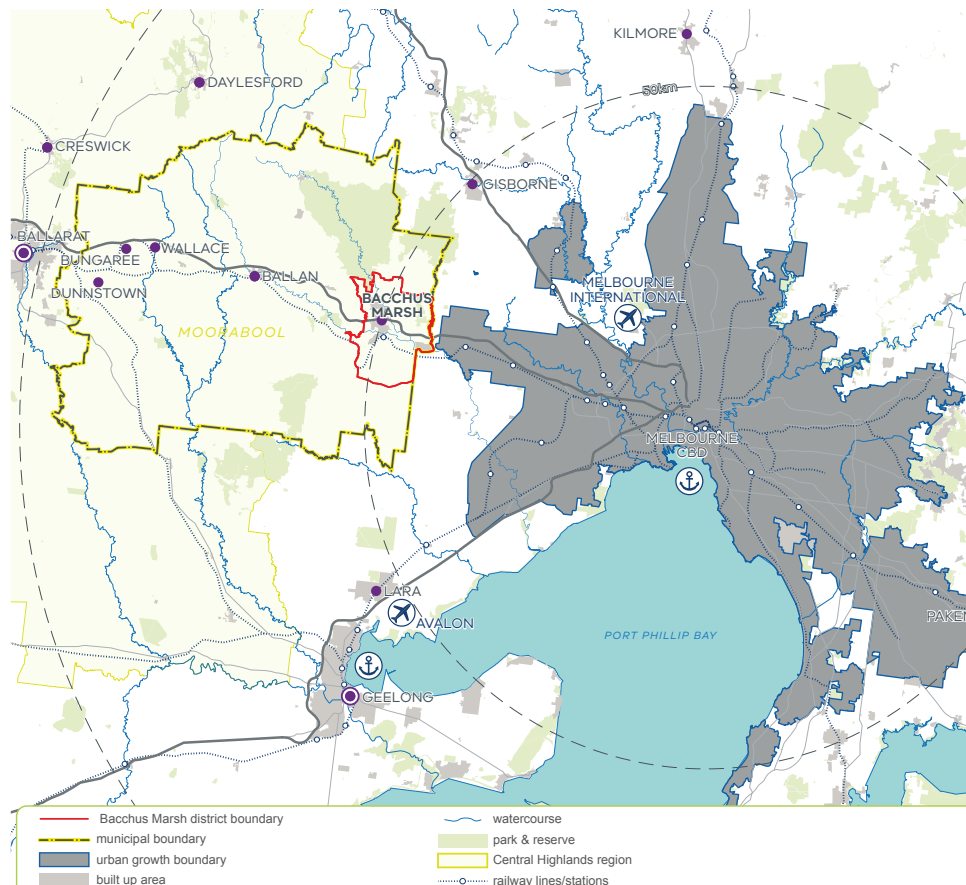 KILMORE
50km
DAYLESFORD
CRESWICK
GISBORNE
BALLARAT
BUNGAREE
WALLACE
DUNNSTOWN
BALLAN
MELBOURNE
INTERNATIONAL
BACCHUS
MARSH
MOORABOOL
MELBOURNE
CBD
LARA
AVALON
PORT PHILLIP BAY
PAKEN
GEELONG
Bacchus Marsh district boundary
municipal boundary
urban growth boundary
built up area
watercourse
park & reserve
Central Highlands region
railway lines/stations